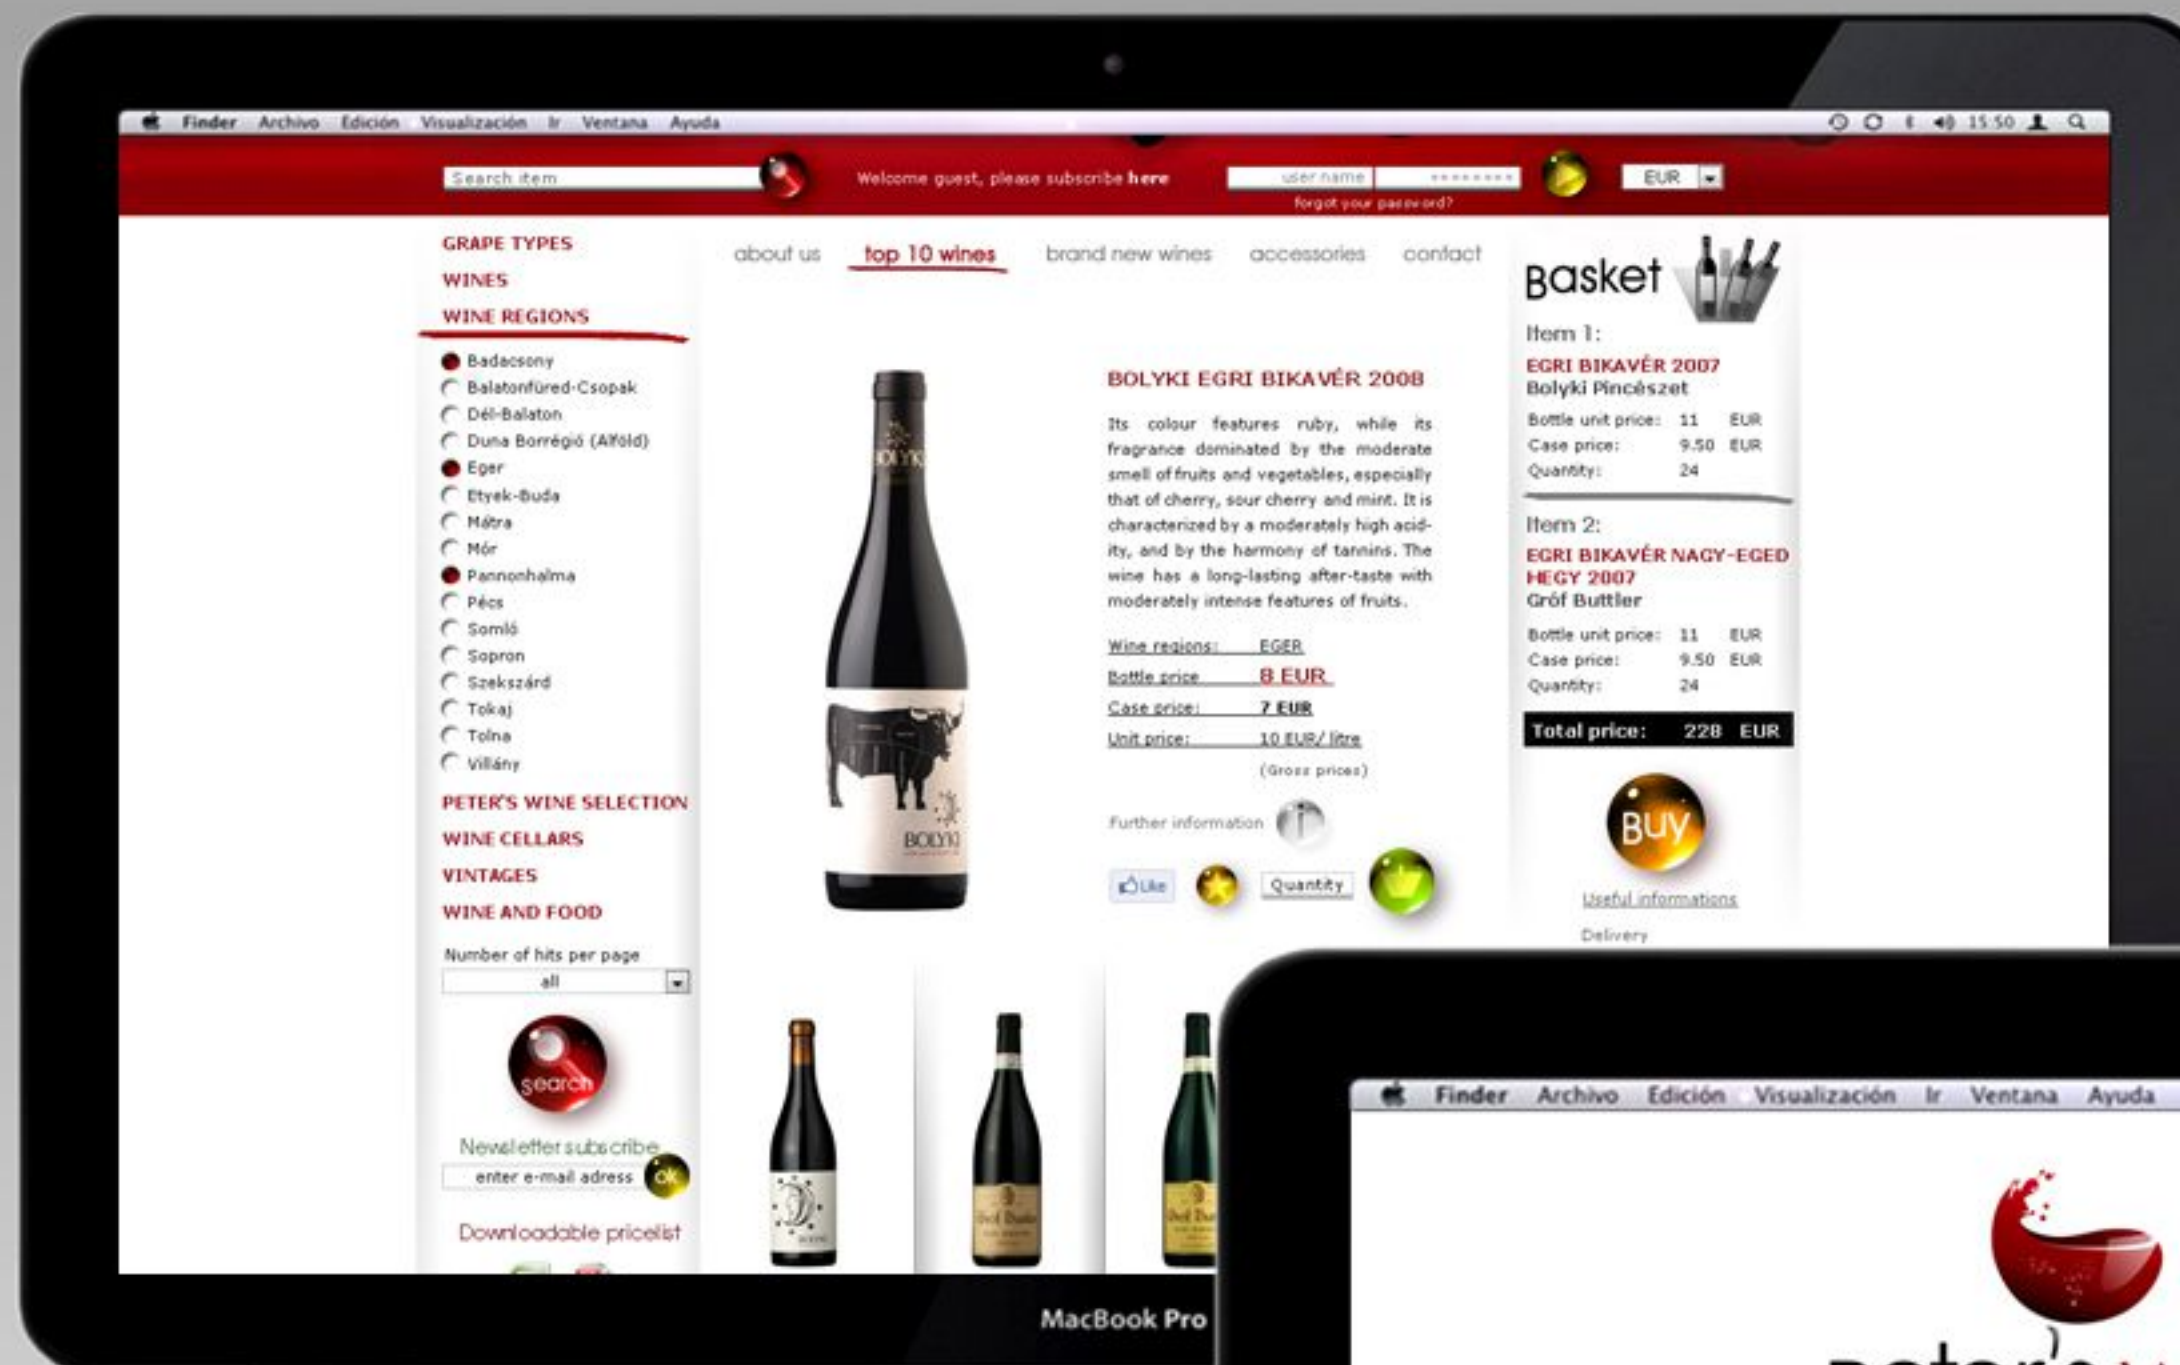 Finder Archivo Edición Visualización Ir Ventana Ayuda 15:50
Search item
Welcome guest, please subscribe here
user name ********
forgot your password?
EUR
GRAPE TYPES
WINES
WINE REGIONS
Badacsony
Balatonfüred-Csopak
Dél-Balaton
Duna Borrégió (Alföld)
Eger
Etyek-Buda
Mátra
Mór
Pannonhalma
Pécs
Somló
Sopron
Szekszárd
Tokaj
Tolna
Villány
PETER'S WINE SELECTION
WINE CELLARS
VINTAGES
WINE AND FOOD
Number of hits per page
all
search
Newsletter subscribe
enter e-mail adress ok
Downloadable pricelist
about us top 10 wines brand new wines accessories contact
BOLYKI
BOLYKI
BOLYKI EGRI BIKAVÉR 2008
Its colour features ruby, while its
fragrance dominated by the moderate
smell of fruits and vegetables, especially
that of cherry, sour cherry and mint. It is
characterized by a moderately high acid-
ity, and by the harmony of tannins. The
wine has a long-lasting after-taste with
moderately intense features of fruits.
Wine regions: EGER
Bottle price 8 EUR
Case price: 7 EUR
Unit price: 10 EUR/ litre
(Gross prices)
Further information i
Like Quantity
Basket
Item 1:
EGRI BIKAVÉR 2007
Bolyki Pincészet
Bottle unit price: 11 EUR
Case price: 9.50 EUR
Quantity: 24
Item 2:
EGRI BIKAVÉR NAGY-EGED
HEGY 2007
Gróf Buttler
Bottle unit price: 11 EUR
Case price: 9.50 EUR
Quantity: 24
Total price: 228 EUR
Buy
Useful informations
Delivery
MacBook Pro
Finder Archivo Edición Visualización Ir Ventana Ayuda